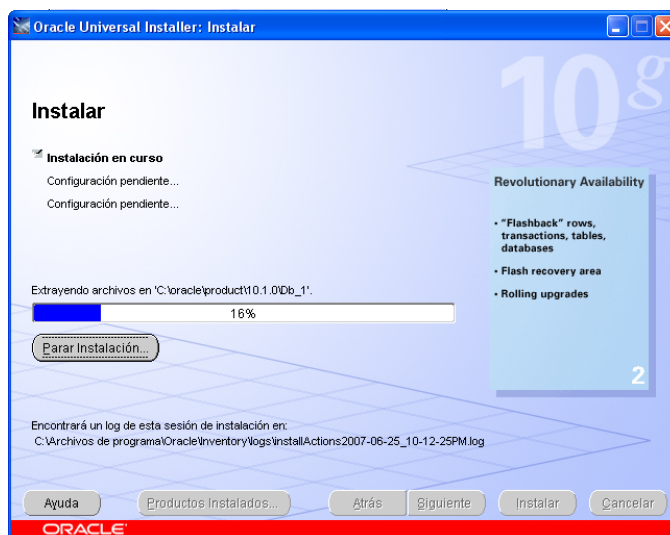 Oracle Universal Installer: Instalar
10g
Instalar
Instalación en curso
Configuración pendiente...
Configuración pendiente...
Revolutionary Availability
• "Flashback" rows,
transactions, tables,
databases
• Flash recovery area
• Rolling upgrades
2
Extrayendo archivos en 'C:\oracle\product\10.1.0\Db_1'.
16%
Parar Instalación...
Encontrará un log de esta sesión de instalación en:
C:\Archivos de programa\Oracle\Inventory\logs\installActions2007-06-25_10-12-25PM.log
Ayuda
Productos Instalados...
Atrás
Siguiente
Instalar
Cancelar
ORACLE